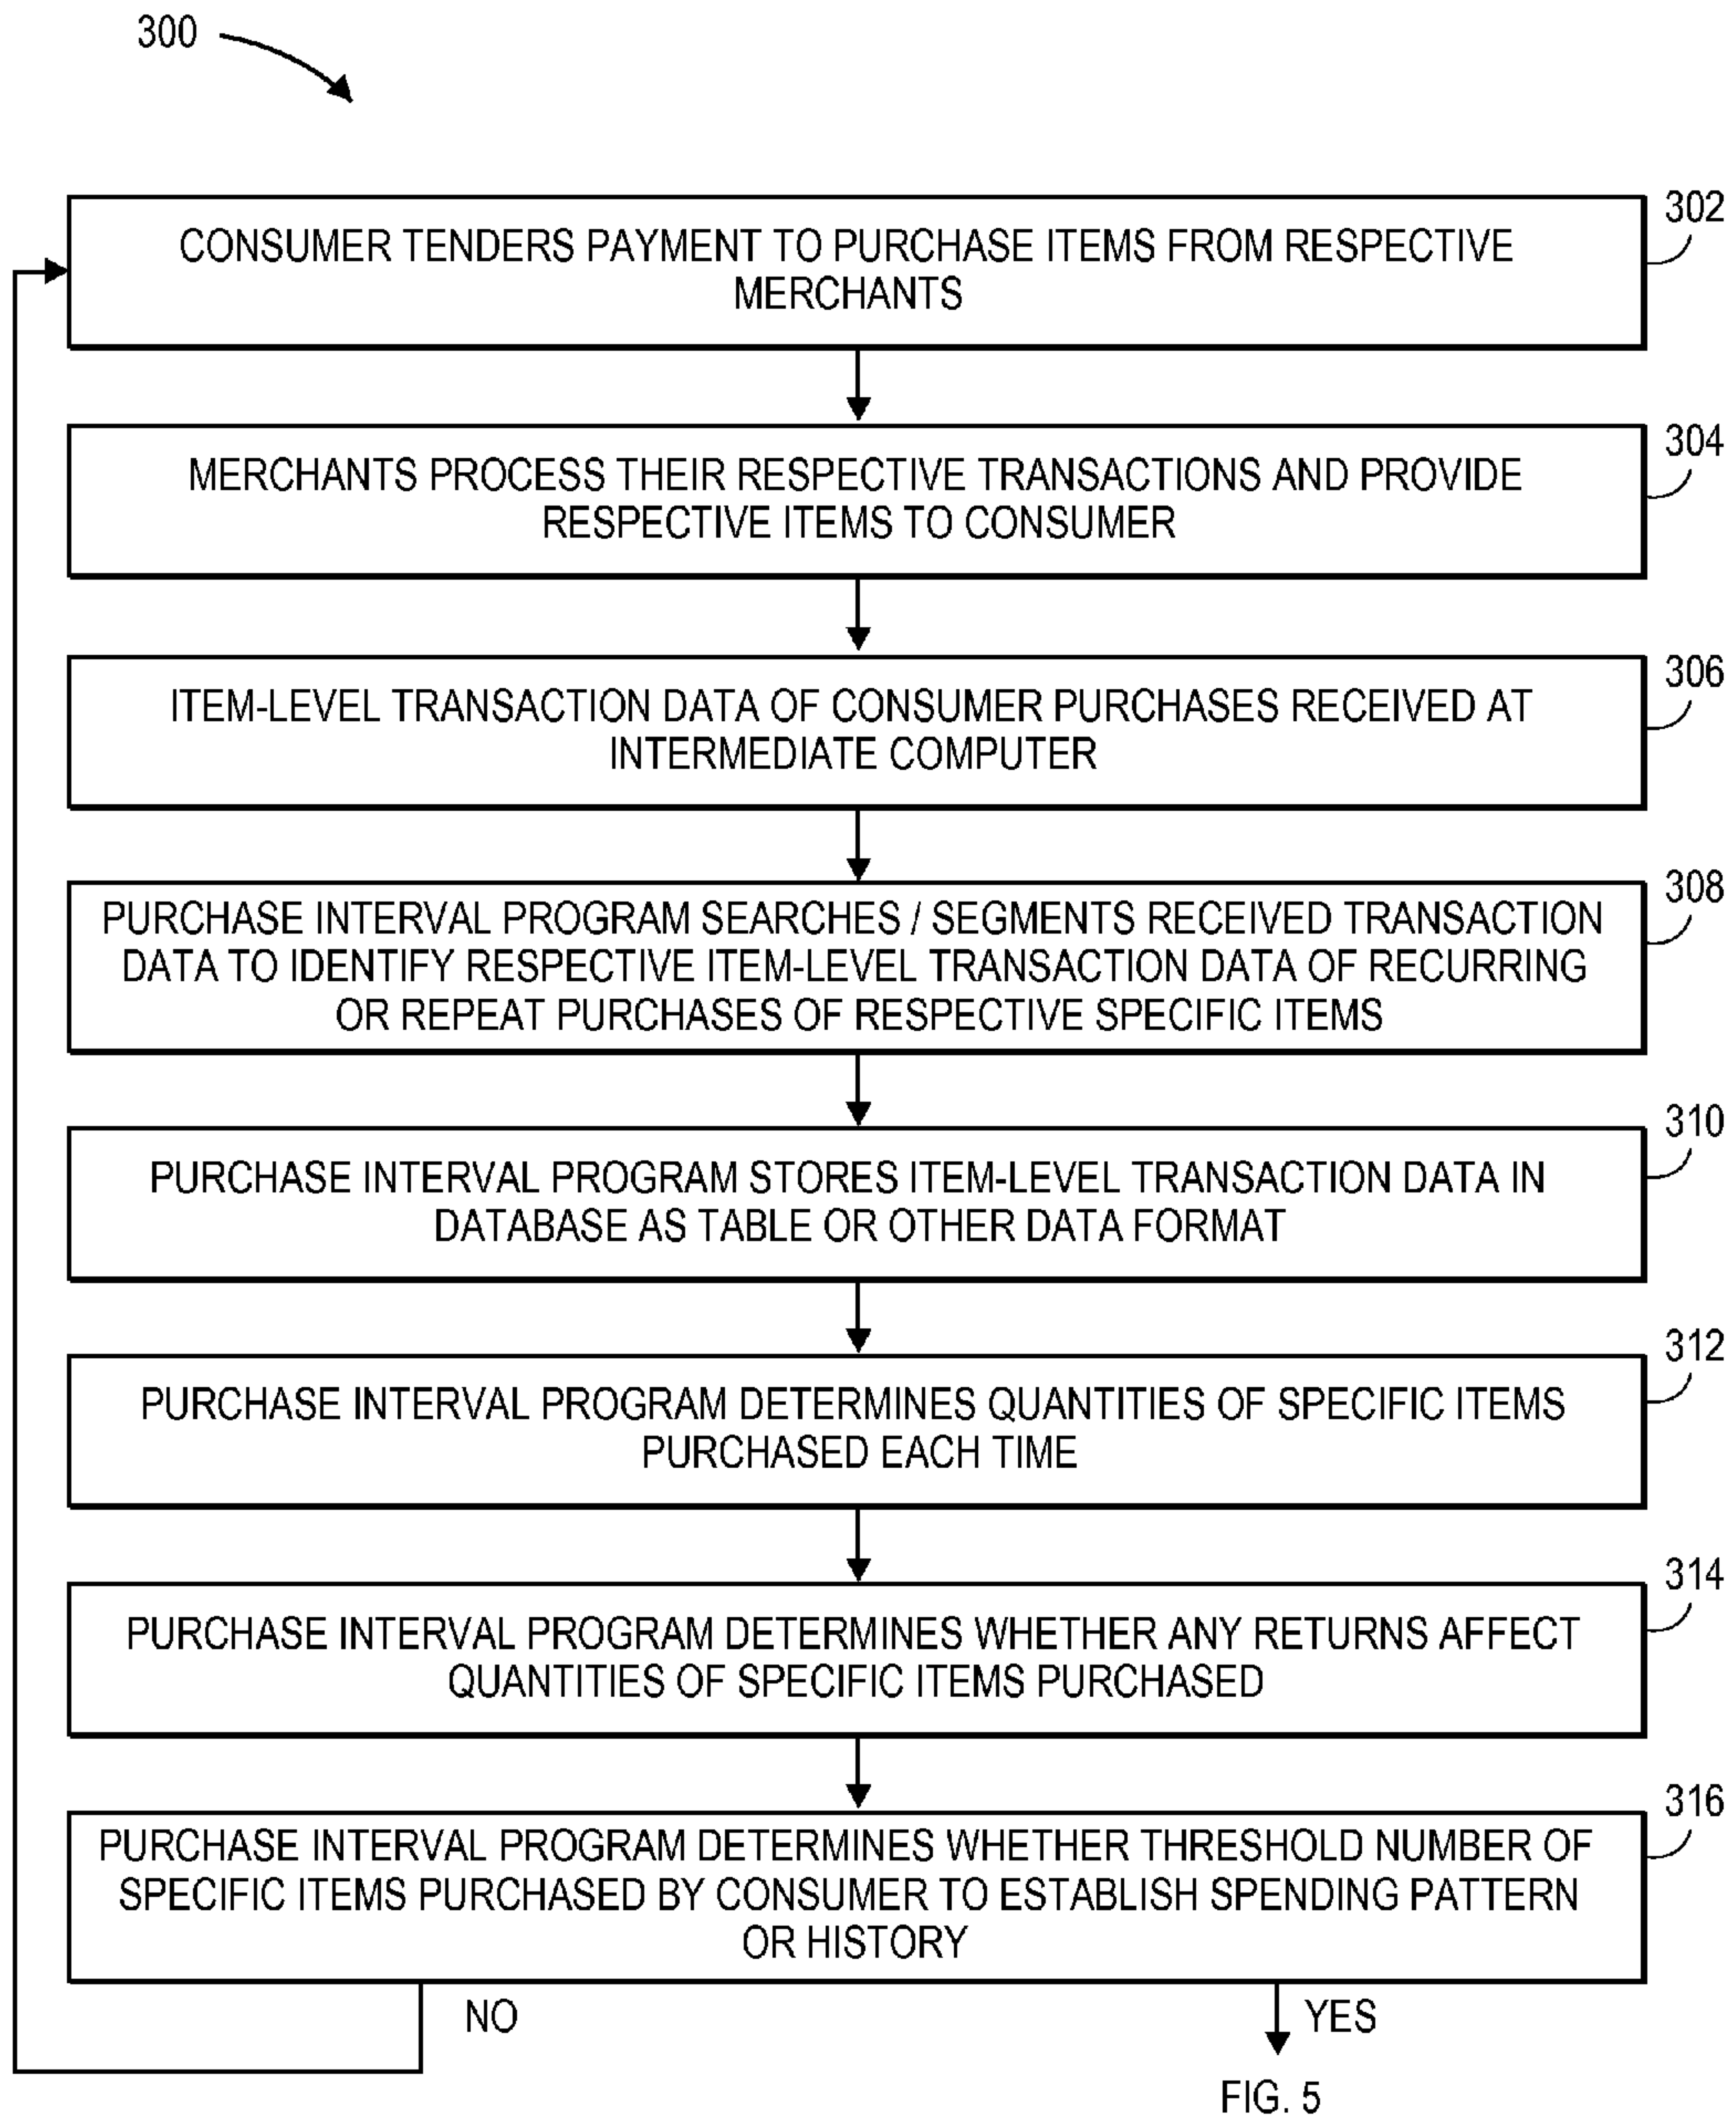 300
302
CONSUMER TENDERS PAYMENT TO PURCHASE ITEMS FROM RESPECTIVE
MERCHANTS
304
MERCHANTS PROCESS THEIR RESPECTIVE TRANSACTIONS AND PROVIDE
RESPECTIVE ITEMS TO CONSUMER
306
ITEM-LEVEL TRANSACTION DATA OF CONSUMER PURCHASES RECEIVED AT
INTERMEDIATE COMPUTER
308
PURCHASE INTERVAL PROGRAM SEARCHES / SEGMENTS RECEIVED TRANSACTION
DATA TO IDENTIFY RESPECTIVE ITEM-LEVEL TRANSACTION DATA OF RECURRING
OR REPEAT PURCHASES OF RESPECTIVE SPECIFIC ITEMS
310
PURCHASE INTERVAL PROGRAM STORES ITEM-LEVEL TRANSACTION DATA IN
DATABASE AS TABLE OR OTHER DATA FORMAT
312
PURCHASE INTERVAL PROGRAM DETERMINES QUANTITIES OF SPECIFIC ITEMS
PURCHASED EACH TIME
314
PURCHASE INTERVAL PROGRAM DETERMINES WHETHER ANY RETURNS AFFECT
QUANTITIES OF SPECIFIC ITEMS PURCHASED
316
PURCHASE INTERVAL PROGRAM DETERMINES WHETHER THRESHOLD NUMBER OF
SPECIFIC ITEMS PURCHASED BY CONSUMER TO ESTABLISH SPENDING PATTERN
OR HISTORY
NO
YES
FIG. 5